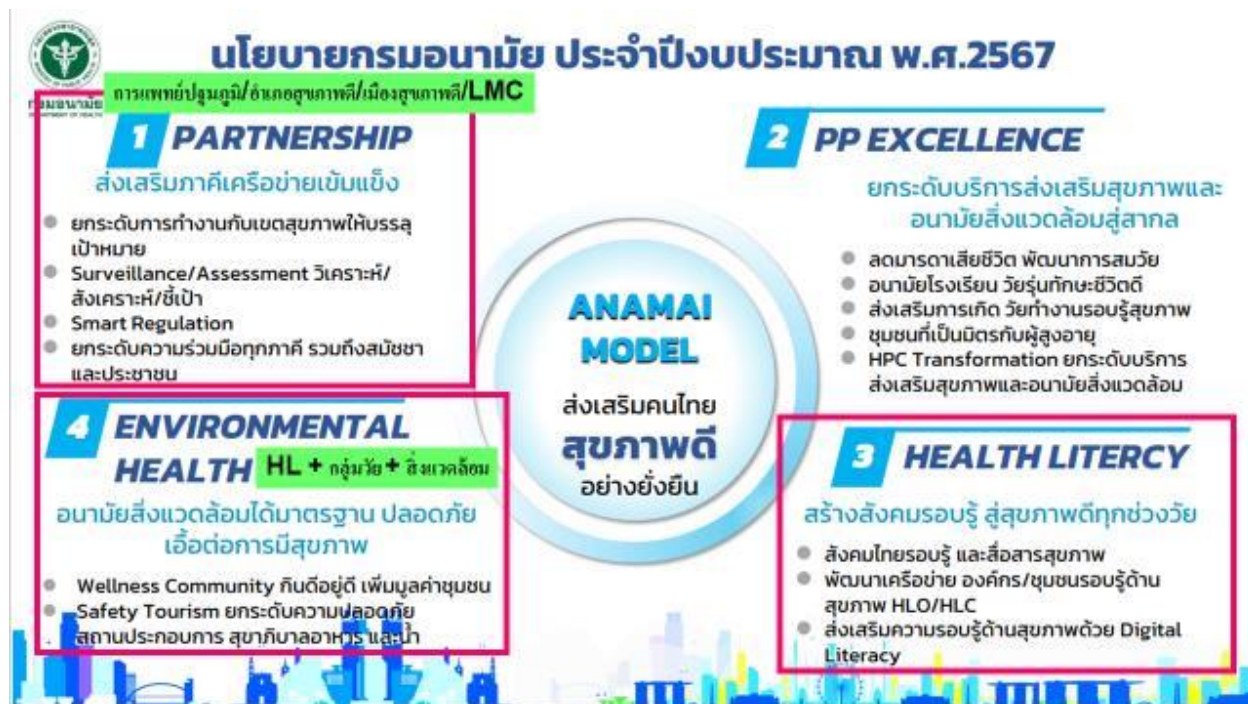 นโยบายกรมอนามัย ประจำปีงบประมาณ พ.ศ.2567
กรมอนามัย
DEPARTMENT OF HEALTH
การแพทย์ปฐมภูมิ/อำเภอสุขภาพดี/เมืองสุขภาพดี/LMC
1 PARTNERSHIP
ส่งเสริมภาคีเครือข่ายเข้มแข็ง
ยกระดับการทำงานกับเขตสุขภาพให้บรรลุ
เป้าหมาย
Surveillance/Assessment วิเคราะห์/
สังเคราะห์/ชี้เป้า
Smart Regulation
ยกระดับความร่วมมือทุกภาคี รวมถึงสมัชชา
และประชาชน
2 PP EXCELLENCE
ยกระดับบริการส่งเสริมสุขภาพและ
อนามัยสิ่งแวดล้อมสู่สากล
ลดมารดาเสียชีวิต พัฒนาการสมวัย
อนามัยโรงเรียน วัยรุ่นทักษะชีวิตดี
ส่งเสริมการเกิด วัยทำงานรอบรู้สุขภาพ
ชุมชนที่เป็นมิตรกับผู้สูงอายุ
HPC Transformation ยกระดับบริการ
ส่งเสริมสุขภาพและอนามัยสิ่งแวดล้อม
ANAMAI
MODEL
ส่งเสริมคนไทย
สุขภาพดี
อย่างยั่งยืน
4 ENVIRONMENTAL
HEALTH
HL + กลุ่มวัย + สิ่งแวดล้อม
อนามัยสิ่งแวดล้อมได้มาตรฐาน ปลอดภัย
เอื้อต่อการมีสุขภาพ
Wellness Community กินดีอยู่ดี เพิ่มมูลค่าชุมชน
Safety Tourism ยกระดับความปลอดภัย
สถานประกอบการ สุขาภิบาลอาหาร และน้ำ
3 HEALTH LITERCY
สร้างสังคมรอบรู้ สู่สุขภาพดีทุกช่วงวัย
สังคมไทยรอบรู้ และสื่อสารสุขภาพ
พัฒนาเครือข่าย องค์กร/ชุมชนรอบรู้ด้าน
สุขภาพ HLO/HLC
ส่งเสริมความรอบรู้ด้านสุขภาพด้วย Digital
Literacy